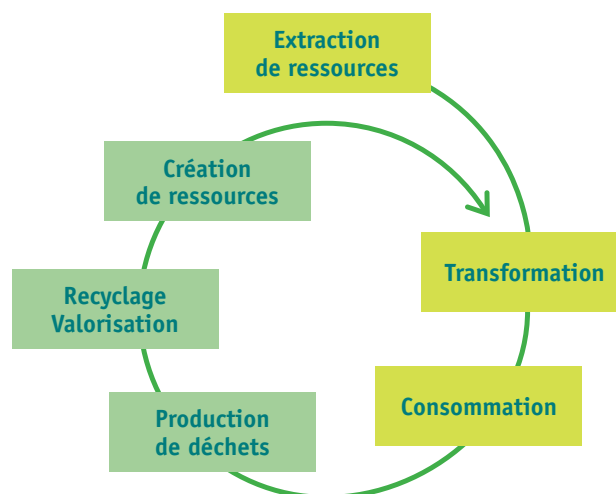 Extraction
de ressources
Création
de ressources
Transformation
Recyclage
Valorisation
Consommation
Production
de déchets